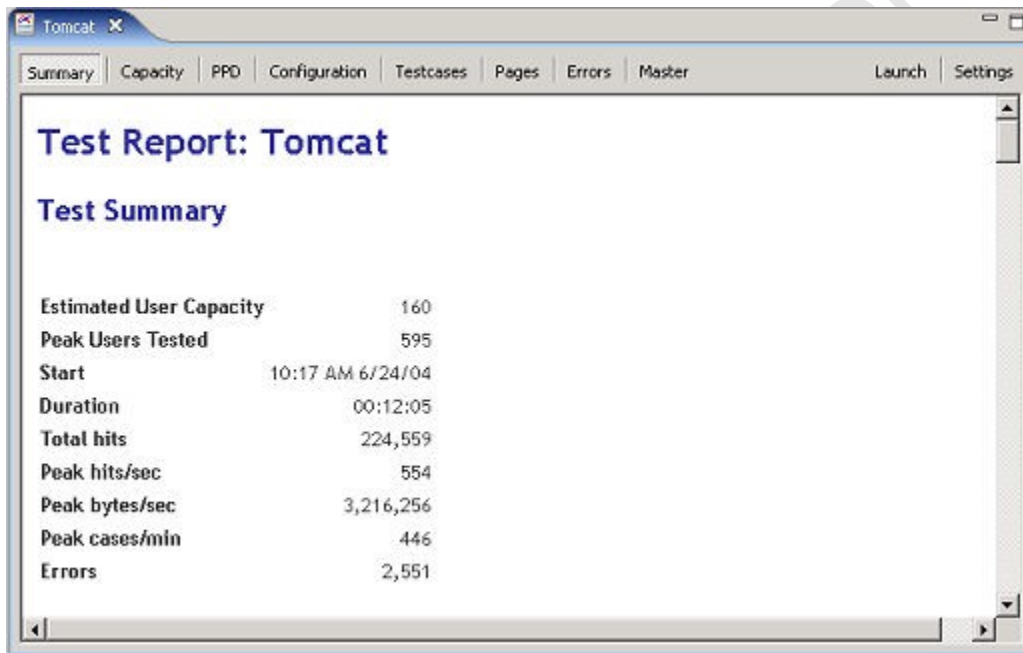 Tomcat
Summary Capacity PPD Configuration Testcases Pages Errors Master Launch Settings
Test Report: Tomcat
Test Summary
Estimated User Capacity 160
Peak Users Tested 595
Start 10:17 AM 6/24/04
Duration 00:12:05
Total hits 224,559
Peak hits/sec 554
Peak bytes/sec 3,216,256
Peak cases/min 446
Errors 2,551